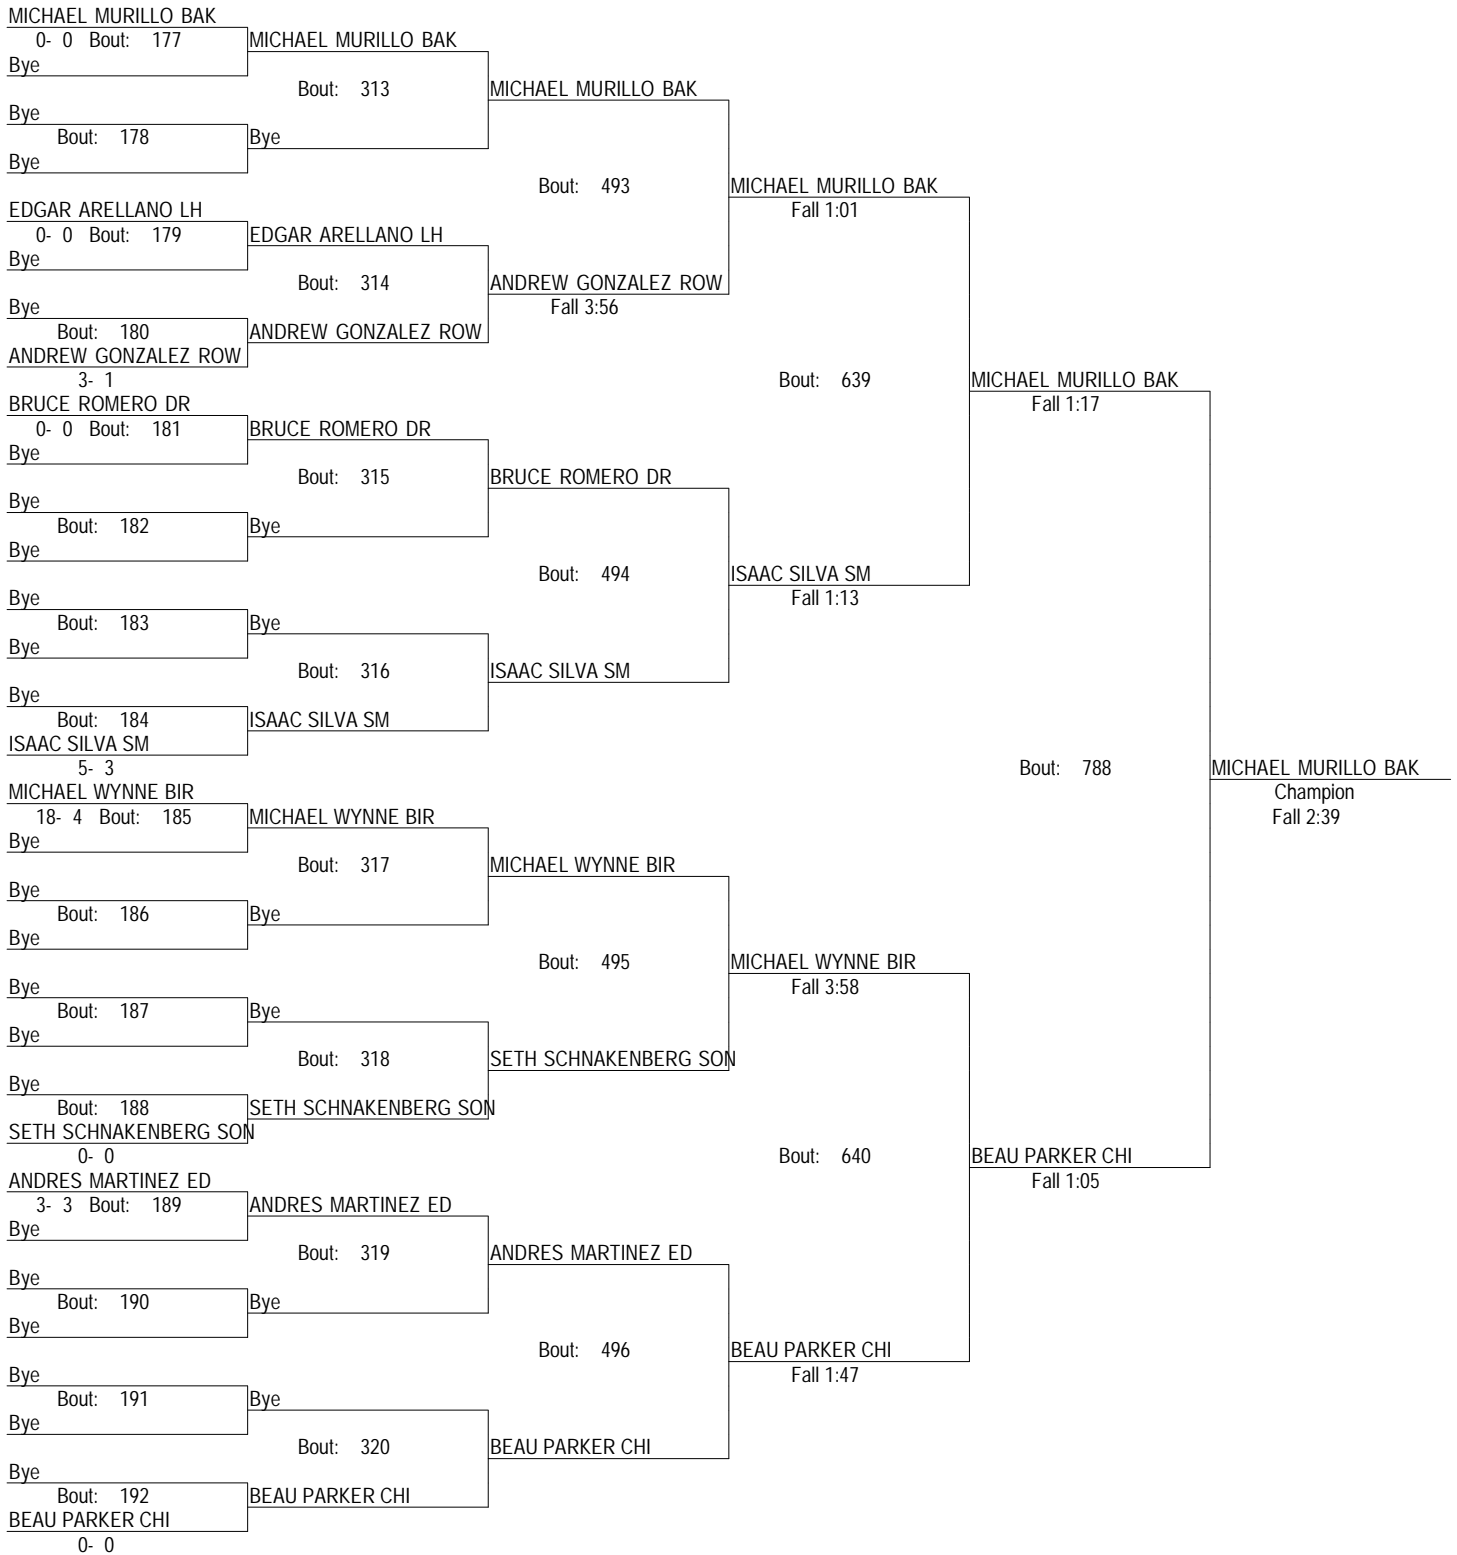 MICHAEL MURILLO BAK
0- 0 Bout: 177
MICHAEL MURILLO BAK
Bye
Bout: 313
MICHAEL MURILLO BAK
Bye
Bout: 178
Bye
Bye
Bout: 493
MICHAEL MURILLO BAK
Fall 1:01
EDGAR ARELLANO LH
0- 0 Bout: 179
EDGAR ARELLANO LH
Bye
Bout: 314
ANDREW GONZALEZ ROW
Fall 3:56
Bye
Bout: 180
ANDREW GONZALEZ ROW
ANDREW GONZALEZ ROW
3- 1
Bout: 639
MICHAEL MURILLO BAK
Fall 1:17
BRUCE ROMERO DR
0- 0 Bout: 181
BRUCE ROMERO DR
Bye
Bout: 315
BRUCE ROMERO DR
Bye
Bout: 182
Bye
Bye
Bout: 494
ISAAC SILVA SM
Fall 1:13
Bye
Bout: 183
Bye
Bye
Bout: 316
ISAAC SILVA SM
Bye
Bout: 184
ISAAC SILVA SM
ISAAC SILVA SM
5- 3
Bout: 788
MICHAEL MURILLO BAK
Champion
Fall 2:39
MICHAEL WYNNE BIR
18- 4 Bout: 185
MICHAEL WYNNE BIR
Bye
Bout: 317
MICHAEL WYNNE BIR
Bye
Bout: 186
Bye
Bye
Bout: 495
MICHAEL WYNNE BIR
Fall 3:58
Bye
Bout: 187
Bye
Bye
Bout: 318
SETH SCHNAKENBERG SON
Bye
Bout: 188
SETH SCHNAKENBERG SON
SETH SCHNAKENBERG SON
0- 0
Bout: 640
BEAU PARKER CHI
Fall 1:05
ANDRES MARTINEZ ED
3- 3 Bout: 189
ANDRES MARTINEZ ED
Bye
Bout: 319
ANDRES MARTINEZ ED
Bye
Bout: 190
Bye
Bye
Bout: 496
BEAU PARKER CHI
Fall 1:47
Bye
Bout: 191
Bye
Bye
Bout: 320
BEAU PARKER CHI
Bye
Bout: 192
BEAU PARKER CHI
BEAU PARKER CHI
0- 0